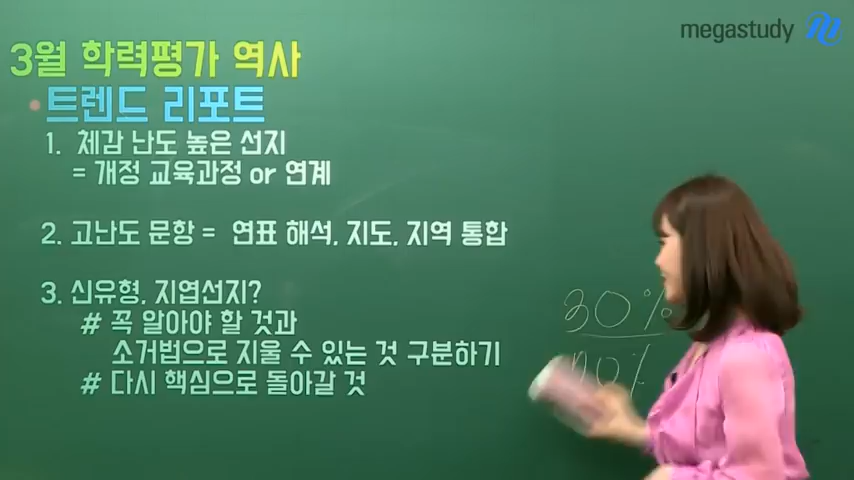 megastudy
3월 학력평가 역사
트렌드 리포트
1. 체감 난도 높은 선지
= 개정 교육과정 or 연계
2. 고난도 문항 = 연표 해석, 지도, 지역 통합
3. 신유형, 지엽선지?
# 꼭 알아야 할 것과
소거법으로 지울 수 있는 것 구분하기
# 다시 핵심으로 돌아갈 것
30%